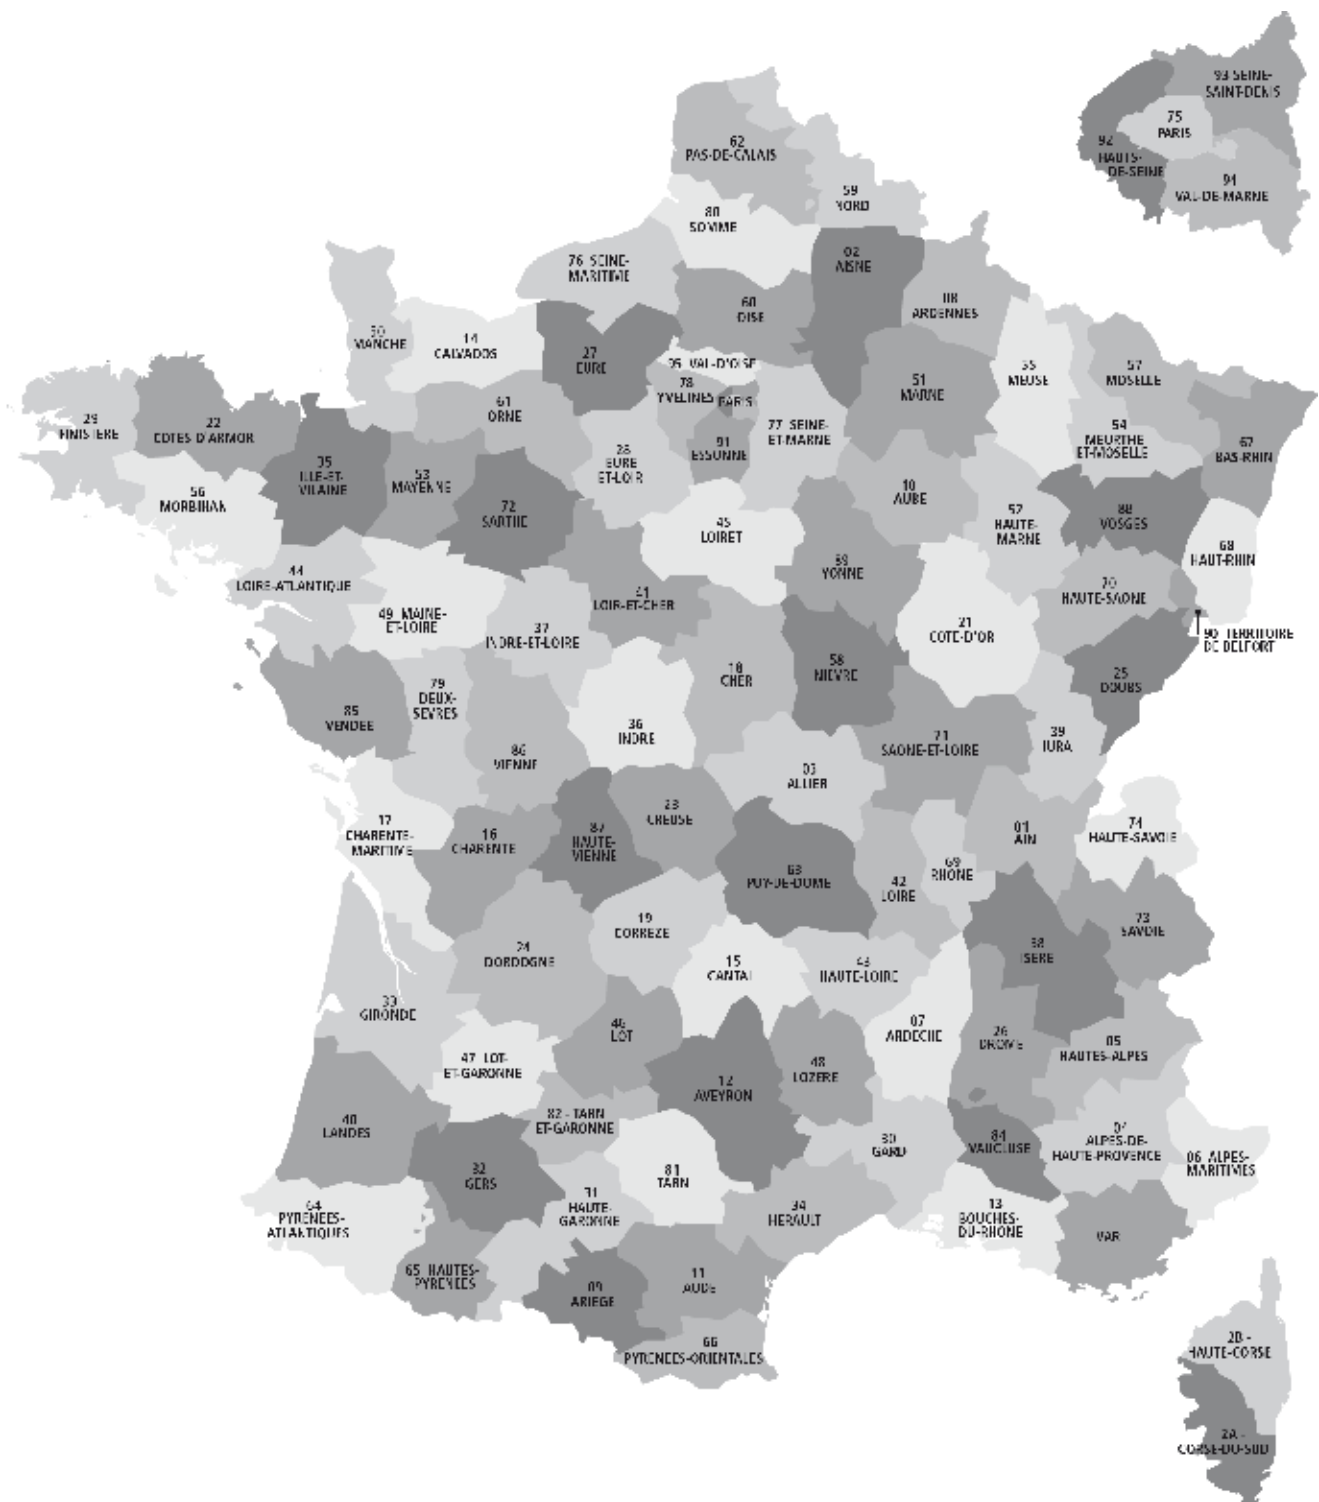 93 SEINE-
SAINT-DENIS
75
PARIS
92
HAUTS-
DE-SEINE
94
VAL-DE-MARNE
62
PAS-DE-CALAIS
59
NORD
80
SOMME
02
AISNE
76 SEINE-
MARITIME
60
OISE
08
ARDENNES
50
MANCHE
14
CALVADOS
27
EURE
95 VAL-D'OISE
78
YVELINES
PARIS
51
MARNE
55
MEUSE
57
MOSELLE
29
FINISTERE
22
COTES D'ARMOR
61
ORNE
28
EURE
ET-LOIR
91
ESSONNE
77 SEINE-
ET-MARNE
54
MEURTHE
ET-MOSELLE
67
BAS-RHIN
35
ILLE-ET-
VILAINE
53
MAYENNE
56
MORBIHAN
72
SARTHE
45
LOIRET
10
AUBE
52
HAUTE-
MARNE
88
VOSGES
68
HAUT-RHIN
44
LOIRE-ATLANTIQUE
49 MAINE-
ET-LOIRE
41
LOIR-ET-CHER
89
YONNE
70
HAUTE-SAONE
37
INDRE-ET-LOIRE
21
COTE-D'OR
90 TERRITOIRE
DE BELFORT
18
CHER
58
NIEVRE
25
DOUBS
85
VENDEE
79
DEUX-
SEVRES
36
INDRE
86
VIENNE
71
SAONE-ET-LOIRE
39
JURA
03
ALLIER
17
CHARENTE-
MARITIME
16
CHARENTE
87
HAUTE-
VIENNE
23
CREUSE
01
AIN
74
HAUTE-SAVOIE
63
PUY-DE-DOME
42
LOIRE
69
RHONE
19
CORREZE
73
SAVOIE
24
DORDOGNE
15
CANTAL
43
HAUTE-LOIRE
38
ISERE
33
GIRONDE
46
LOT
07
ARDECHE
26
DROME
05
HAUTES-ALPES
47 LOT-
ET-GARONNE
12
AVEYRON
48
LOZERE
40
LANDES
82 - TARN
ET-GARONNE
30
GARD
84
VAUCLUSE
04
ALPES-DE-
HAUTE-PROVENCE
06 ALPES-
MARITIMES
32
GERS
81
TARN
64
PYRENEES-
ATLANTIQUES
31
HAUTE-
GARONNE
34
HERAULT
13
BOUCHES-
DU-RHONE
VAR
65 HAUTES-
PYRENEES
09
ARIEGE
11
AUDE
66
PYRENEES-ORIENTALES
2B -
HAUTE-CORSE
2A -
CORSE-DU-SUD